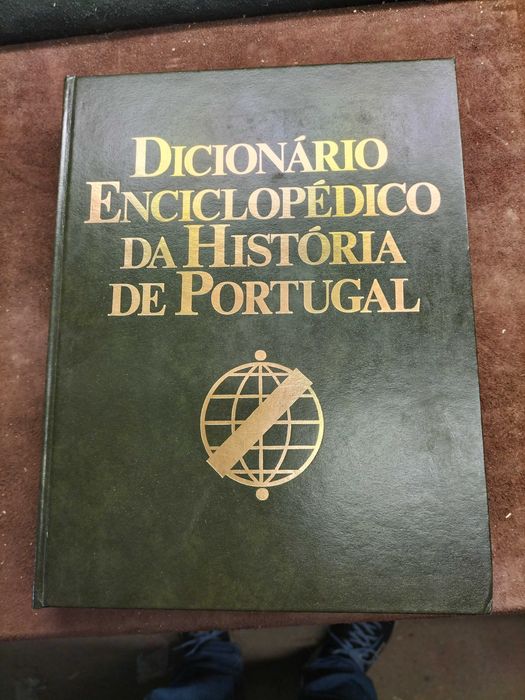 DICIONÁRIO
ENCICLOPÉDICO
DA HISTÓRIA
DE PORTUGAL